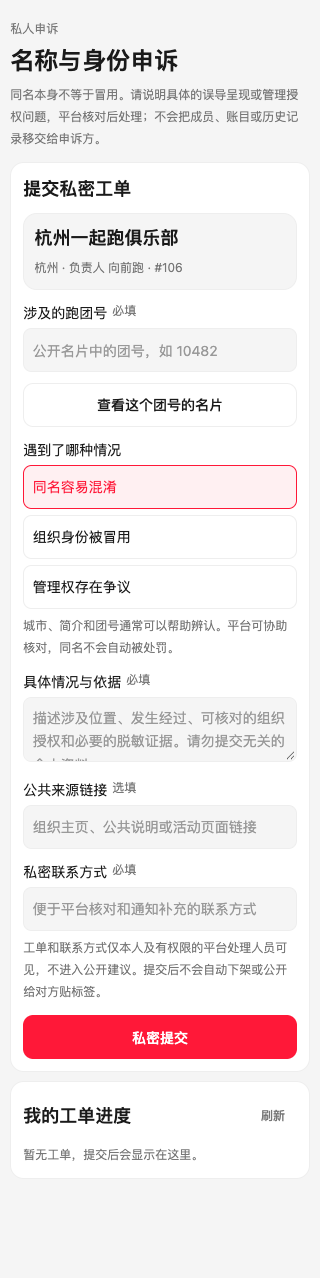 私人申诉
名称与身份申诉
同名本身不等于冒用。请说明具体的误导呈现或管理授
权问题，平台核对后处理；不会把成员、账目或历史记
录移交给申诉方。
提交私密工单
杭州一起跑俱乐部
杭州 · 负责人 向前跑 · #106
涉及的跑团号 必填
公开名片中的团号，如 10482
查看这个团号的名片
遇到了哪种情况
同名容易混淆
组织身份被冒用
管理权存在争议
城市、简介和团号通常可以帮助辨认。平台可协助
核对，同名不会自动被处罚。
具体情况与依据 必填
描述涉及位置、发生经过、可核对的组织
授权和必要的脱敏证据。请勿提交无关的
公共来源链接 选填
组织主页、公共说明或活动页面链接
私密联系方式 必填
便于平台核对和通知补充的联系方式
工单和联系方式仅本人及有权限的平台处理人员可
见，不进入公开建议。提交后不会自动下架或公开
给对方贴标签。
私密提交
我的工单进度 刷新
暂无工单，提交后会显示在这里。